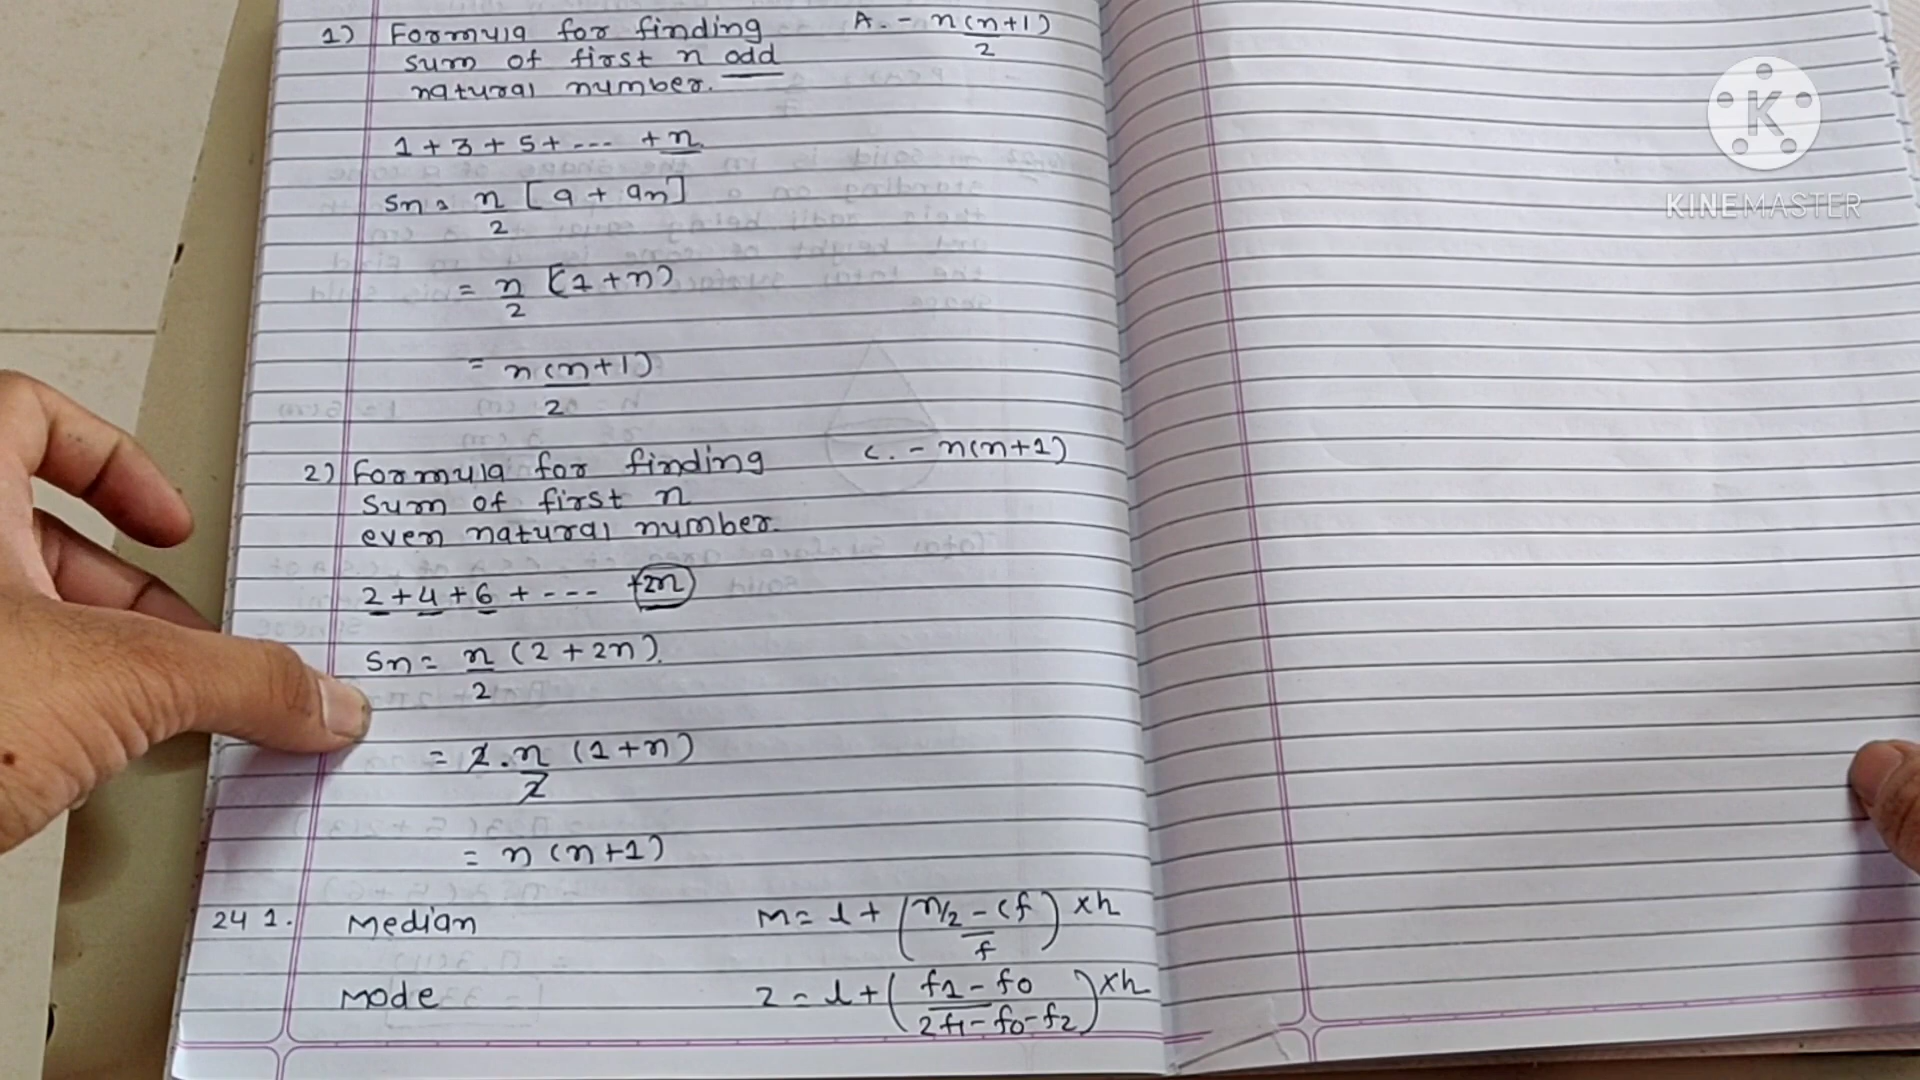 1) Formula for finding A. - n(n+1)/2
sum of first n odd
natural number.
1 + 3 + 5 + --- + n
Sn = n/2 [a + an]
= n/2 (1 + n)
= n(n+1)/2
2) Formula for finding C. - n(n+1)
sum of first n
even natural number.
2 + 4 + 6 + --- +2n
Sn = n/2 (2 + 2n)
= 2.n/2 (1+n)
= n(n+1)
24 1. Median M = l + (n/2 - cf/f) xh
Mode Z = l + (f1 - f0/2f1 - f0 - f2) xh
K
KINEMASTER